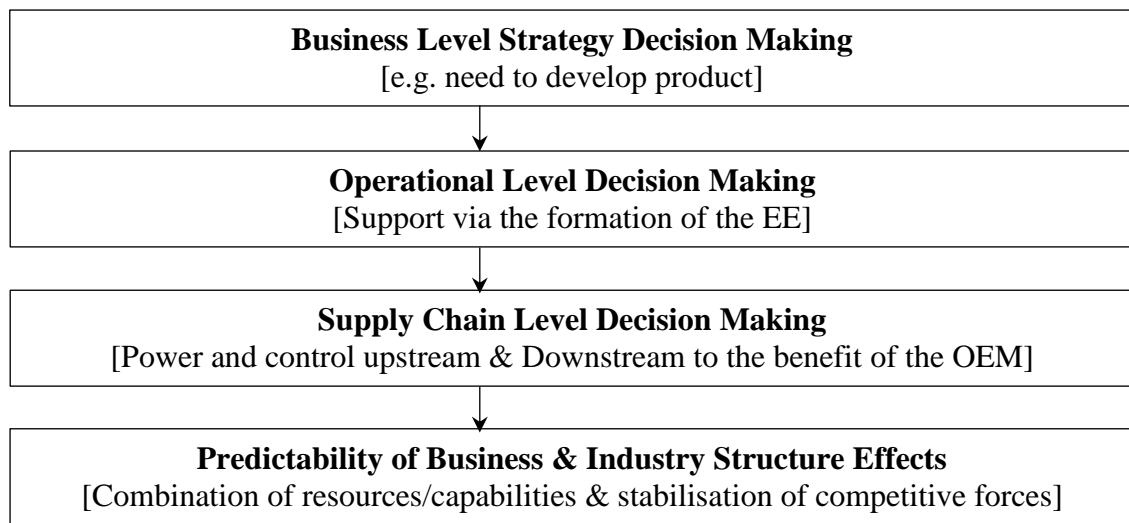 Business Level Strategy Decision Making
[e.g. need to develop product]
Operational Level Decision Making
[Support via the formation of the EE]
Supply Chain Level Decision Making
[Power and control upstream & Downstream to the benefit of the OEM]
Predictability of Business & Industry Structure Effects
[Combination of resources/capabilities & stabilisation of competitive forces]